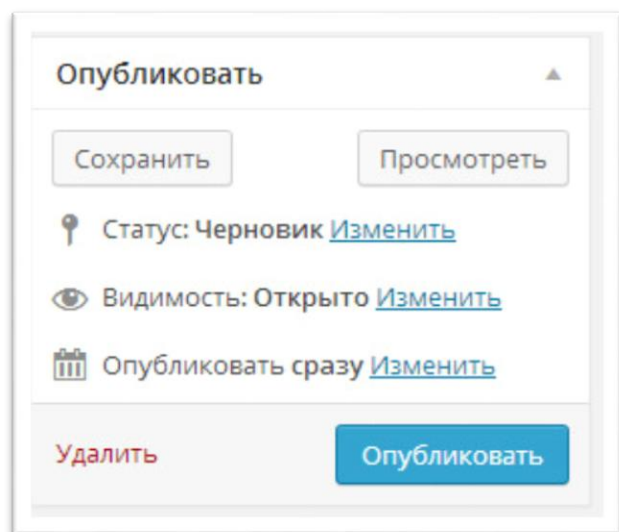 Опубликовать
Сохранить Просмотреть
Статус: Черновик Изменить
Видимость: Открыто Изменить
Опубликовать сразу Изменить
Удалить Опубликовать